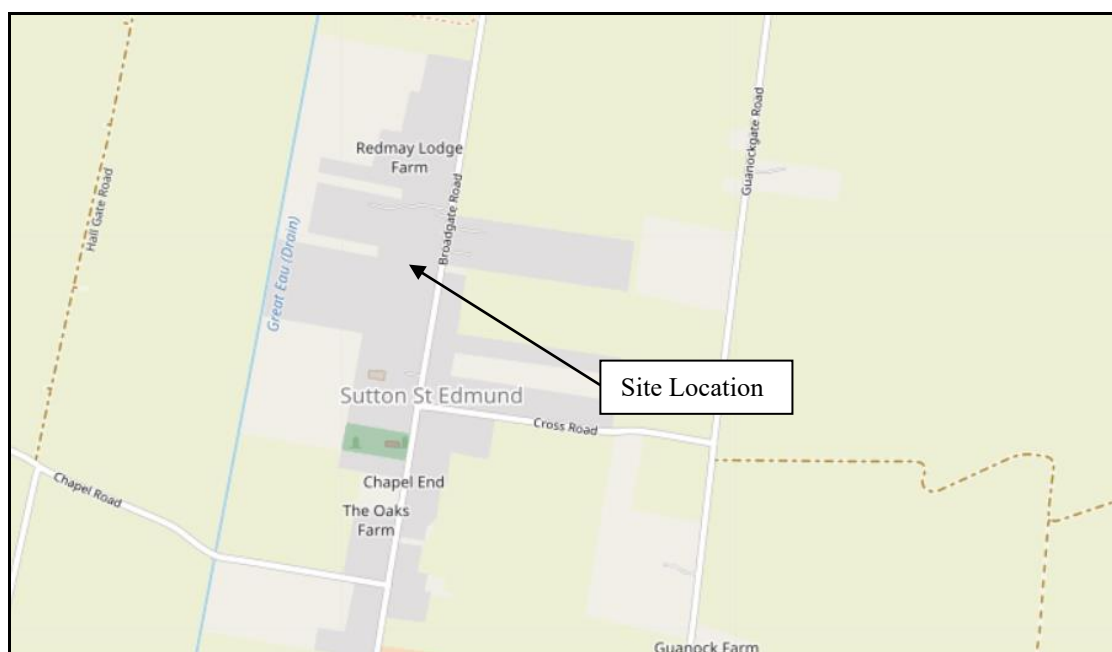 Redmay Lodge
Farm
Guanockgate Road
Hall Gate Road
Broadgate Road
Great Eau (Drain)
Site Location
Sutton St Edmund
Cross Road
Chapel End
Chapel Road
The Oaks
Farm
Guanock Farm